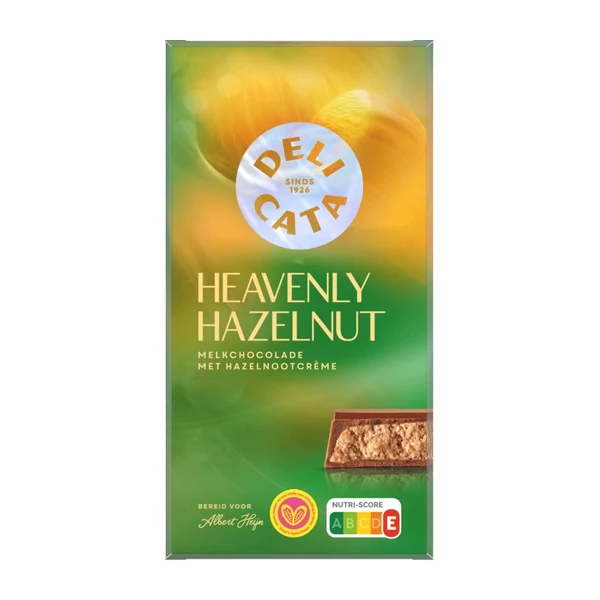 DELI
SINDS
1926
CATA
HEAVENLY
HAZELNUT
MELKCHOCOLADE
MET HAZELNOOTCRÈME
BEREID VOOR
Albert Heijn
NUTRI-SCORE
A B C D E